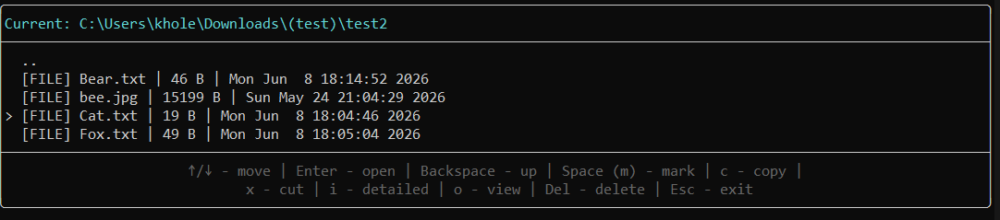 Current: C:\Users\khole\Downloads\(test)\test2
..
[FILE] Bear.txt | 46 B | Mon Jun  8 18:14:52 2026
[FILE] bee.jpg | 15199 B | Sun May 24 21:04:29 2026
> [FILE] Cat.txt | 19 B | Mon Jun  8 18:04:46 2026
[FILE] Fox.txt | 49 B | Mon Jun  8 18:05:04 2026
↑/↓ - move | Enter - open | Backspace - up | Space (m) - mark | c - copy |
x - cut | i - detailed | o - view | Del - delete | Esc - exit